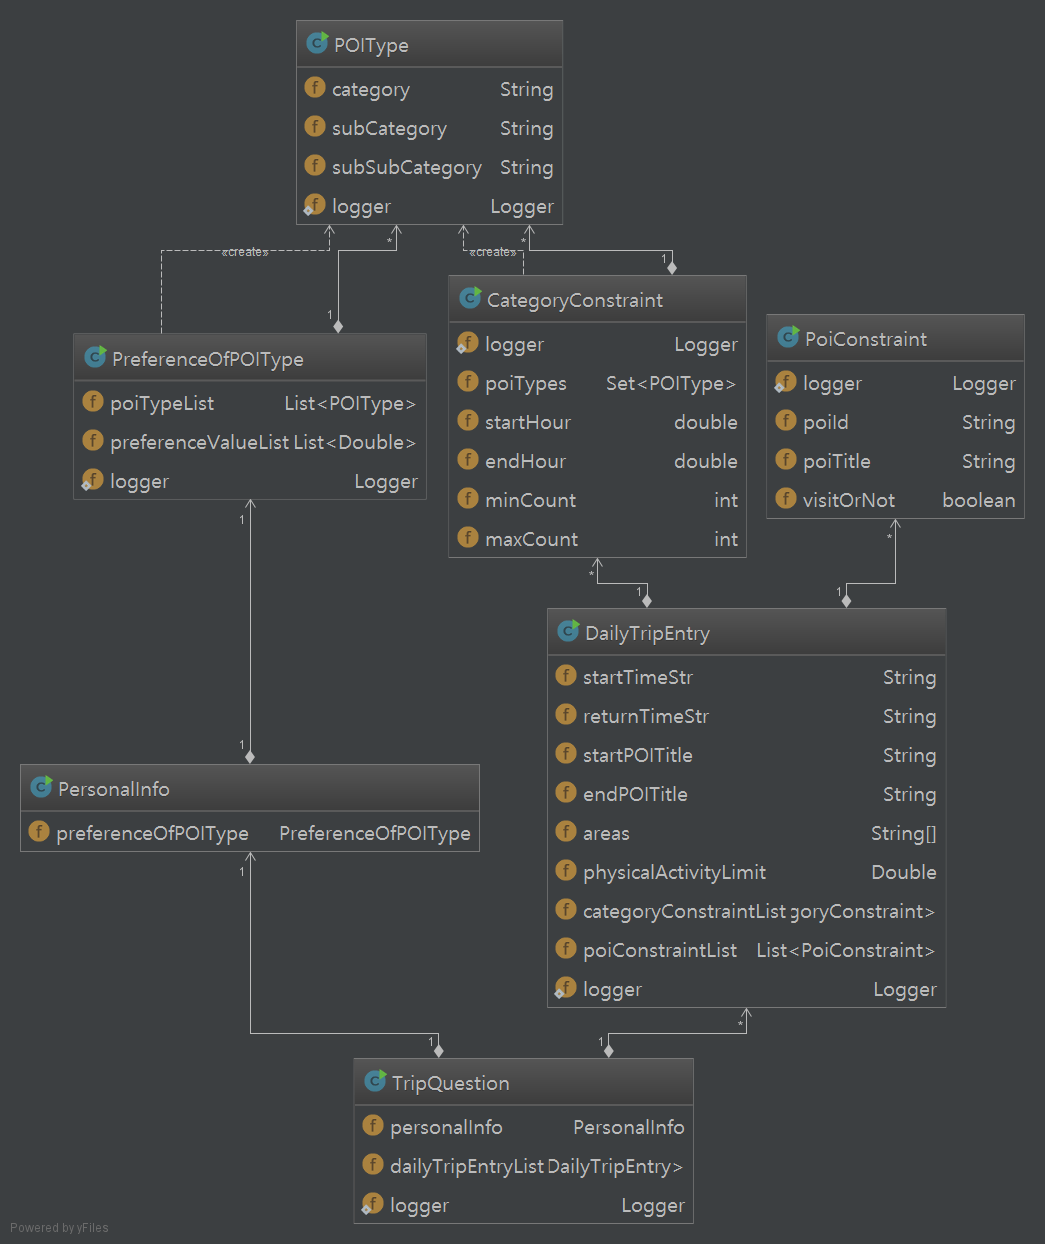 POIType
category String
subCategory String
subSubCategory String
logger Logger
«create»
*
«create»
*
1
1
CategoryConstraint
logger Logger
poiTypes Set<POIType>
startHour double
endHour double
minCount int
maxCount int
PoiConstraint
logger Logger
poiId String
poiTitle String
visitOrNot boolean
PreferenceOfPOIType
poiTypeList List<POIType>
preferenceValueList List<Double>
logger Logger
1
*
*
1
1
DailyTripEntry
startTimeStr String
returnTimeStr String
startPOITitle String
endPOITitle String
areas String[]
physicalActivityLimit Double
categoryConstraintList goryConstraint>
poiConstraintList List<PoiConstraint>
logger Logger
1
PersonalInfo
preferenceOfPOIType PreferenceOfPOIType
1
*
1
1
TripQuestion
personalInfo PersonalInfo
dailyTripEntryList DailyTripEntry>
logger Logger
Powered by yFiles